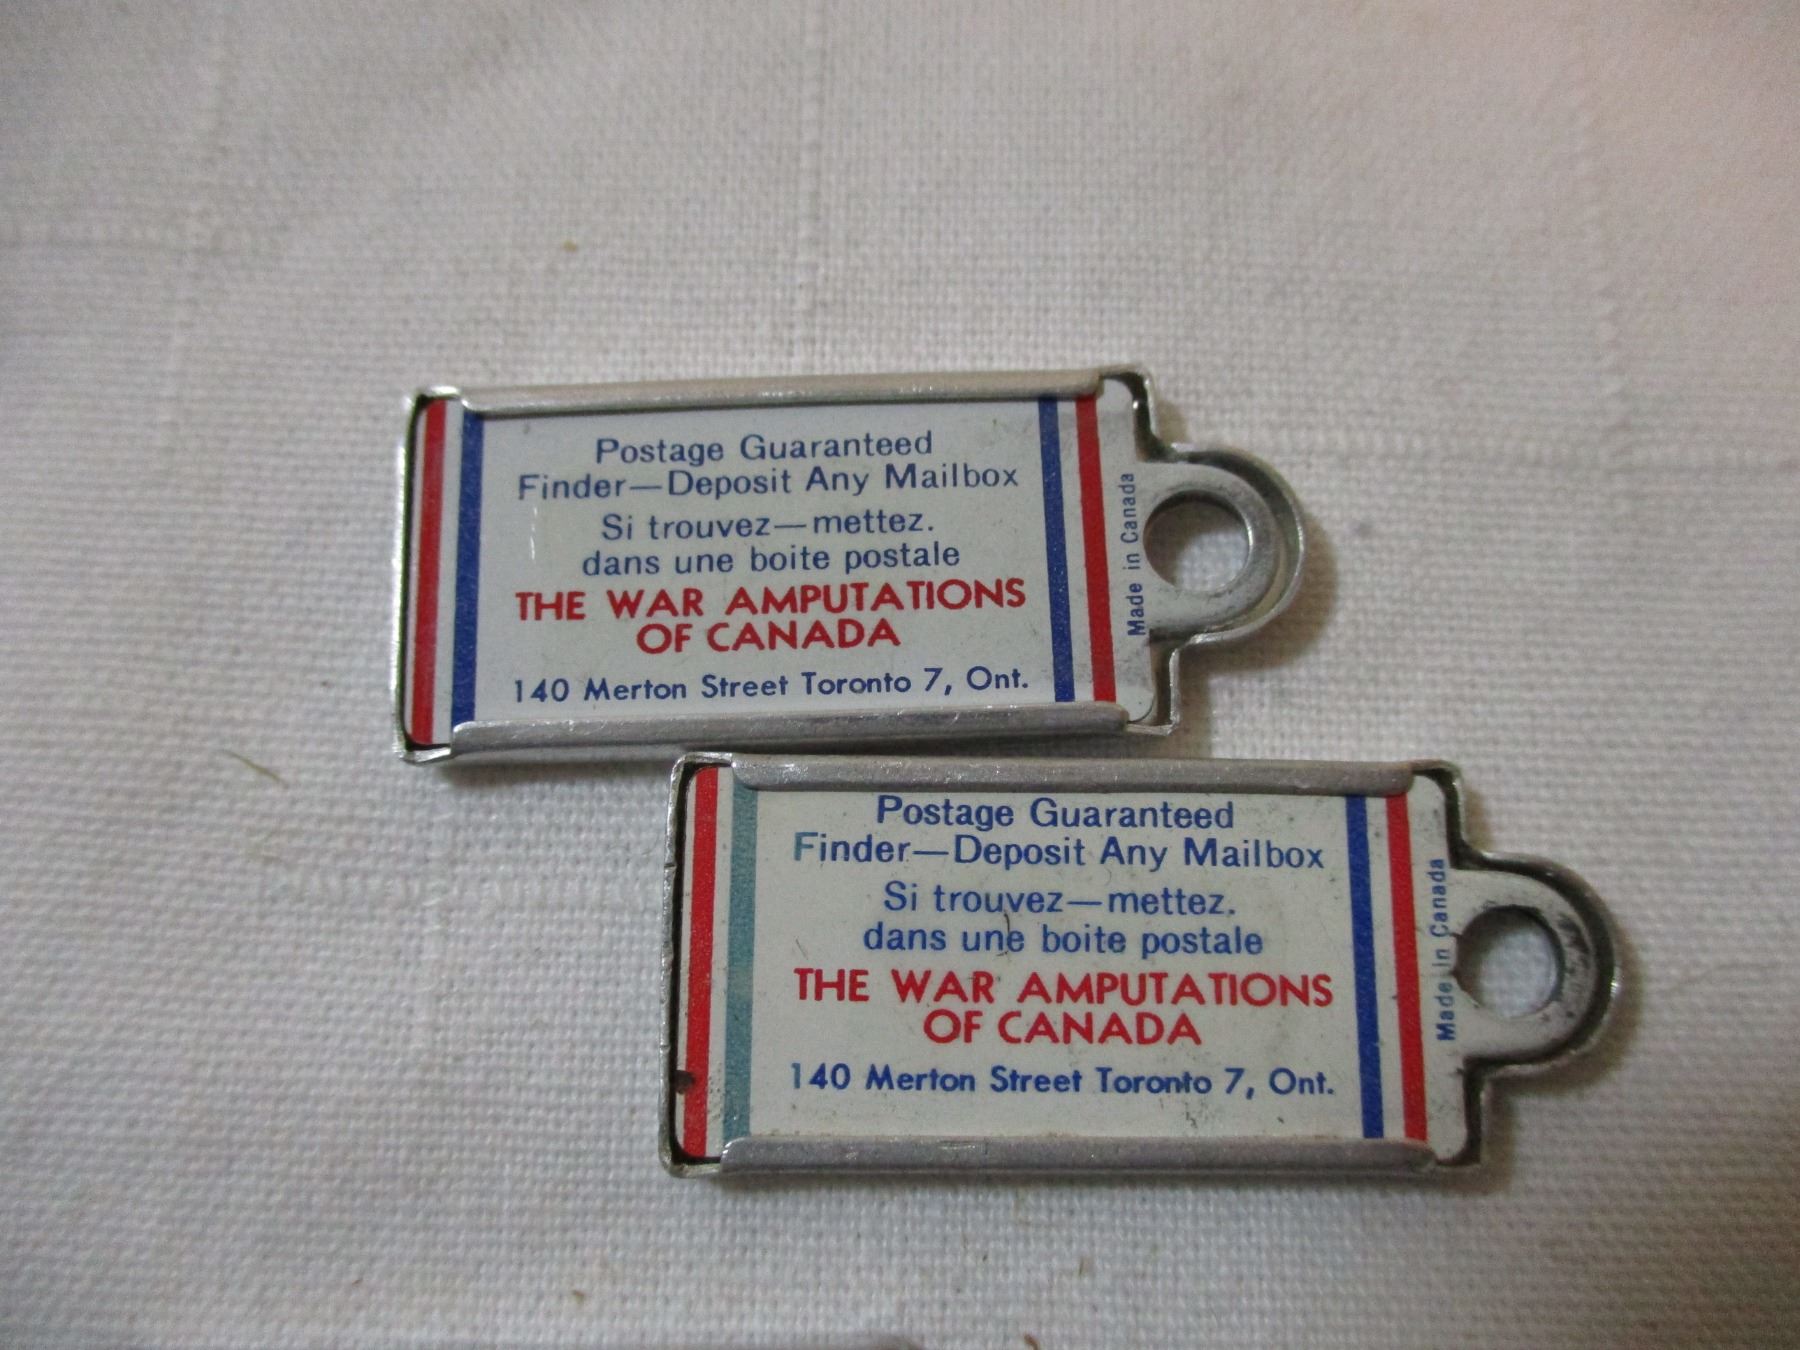 Postage Guaranteed
Finder—Deposit Any Mailbox
Si trouvez—mettez.
dans une boite postale
THE WAR AMPUTATIONS
OF CANADA
140 Merton Street Toronto 7, Ont.
Made in Canada
Postage Guaranteed
Finder—Deposit Any Mailbox
Si trouvez—mettez.
dans une boite postale
THE WAR AMPUTATIONS
OF CANADA
140 Merton Street Toronto 7, Ont.
Made in Canada